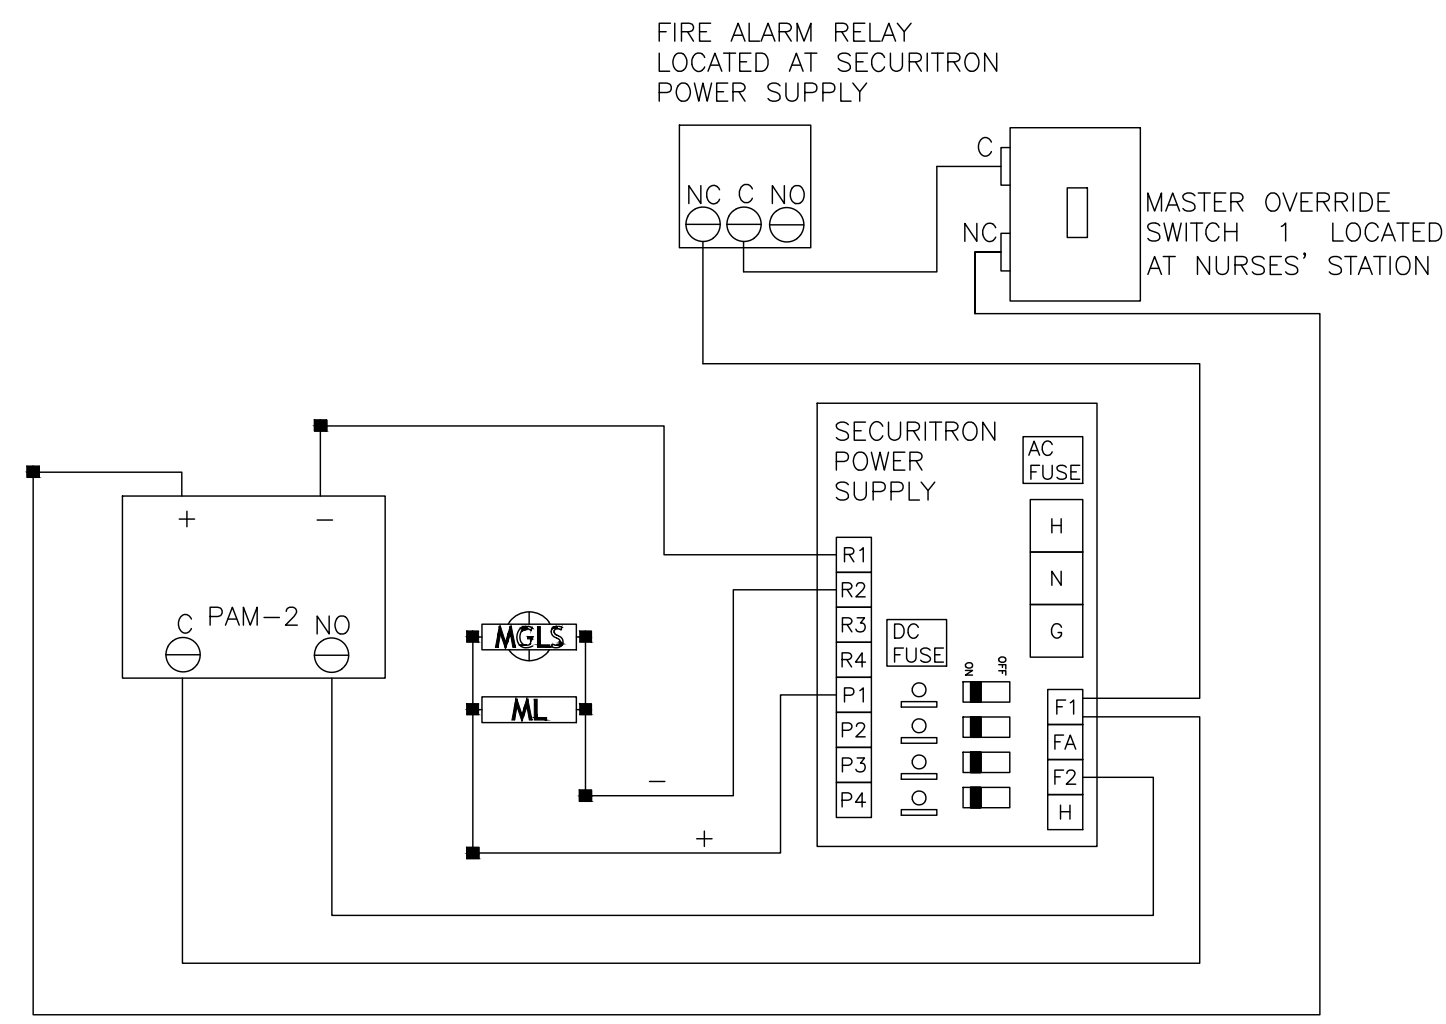 FIRE ALARM RELAY
LOCATED AT SECURITRON
POWER SUPPLY
NC C NO
C
NC
MASTER OVERRIDE
SWITCH 1 LOCATED
AT NURSES' STATION
+ −
C PAM-2 NO
SECURITRON
POWER
SUPPLY
AC
FUSE
H
N
G
R1
R2
R3
R4
P1
P2
P3
P4
DC
FUSE
ON OFF
F1
FA
F2
H
MGLS
ML
−
+